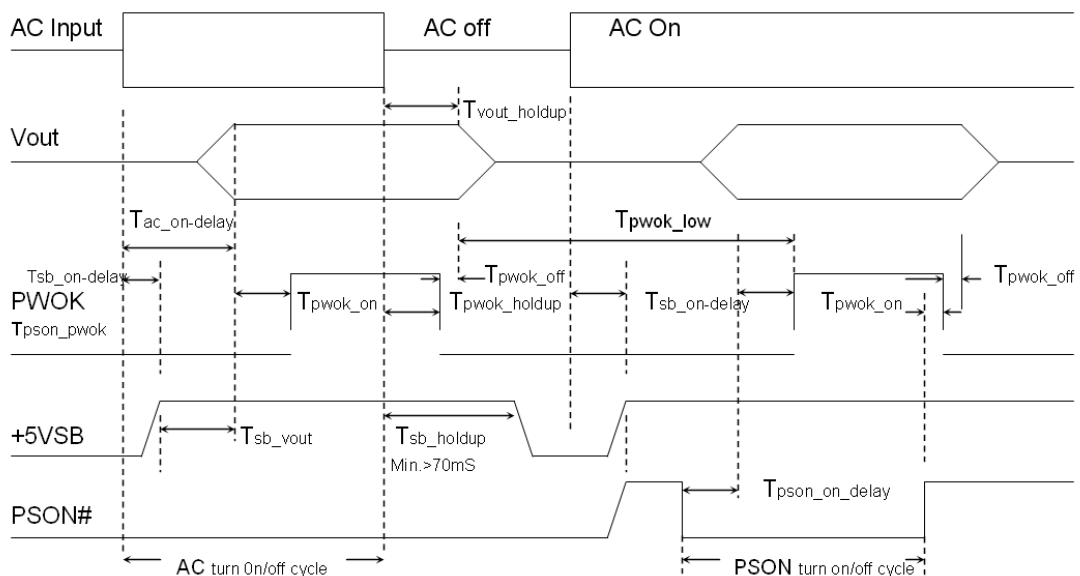 AC Input
AC off
AC On
Tvout_holdup
Vout
Tac_on-delay
Tpwok_low
Tsb_on-delay
Tpwok_off
Tpwok_off
PWOK
Tpwok_on
Tpwok_holdup
Tsb_on-delay
Tpwok_on
Tpson_pwok
+5VSB
Tsb_vout
Tsb_holdup
Min.>70mS
Tpson_on_delay
PSON#
AC turn 0n/off cycle
PSON turn on/off cycle